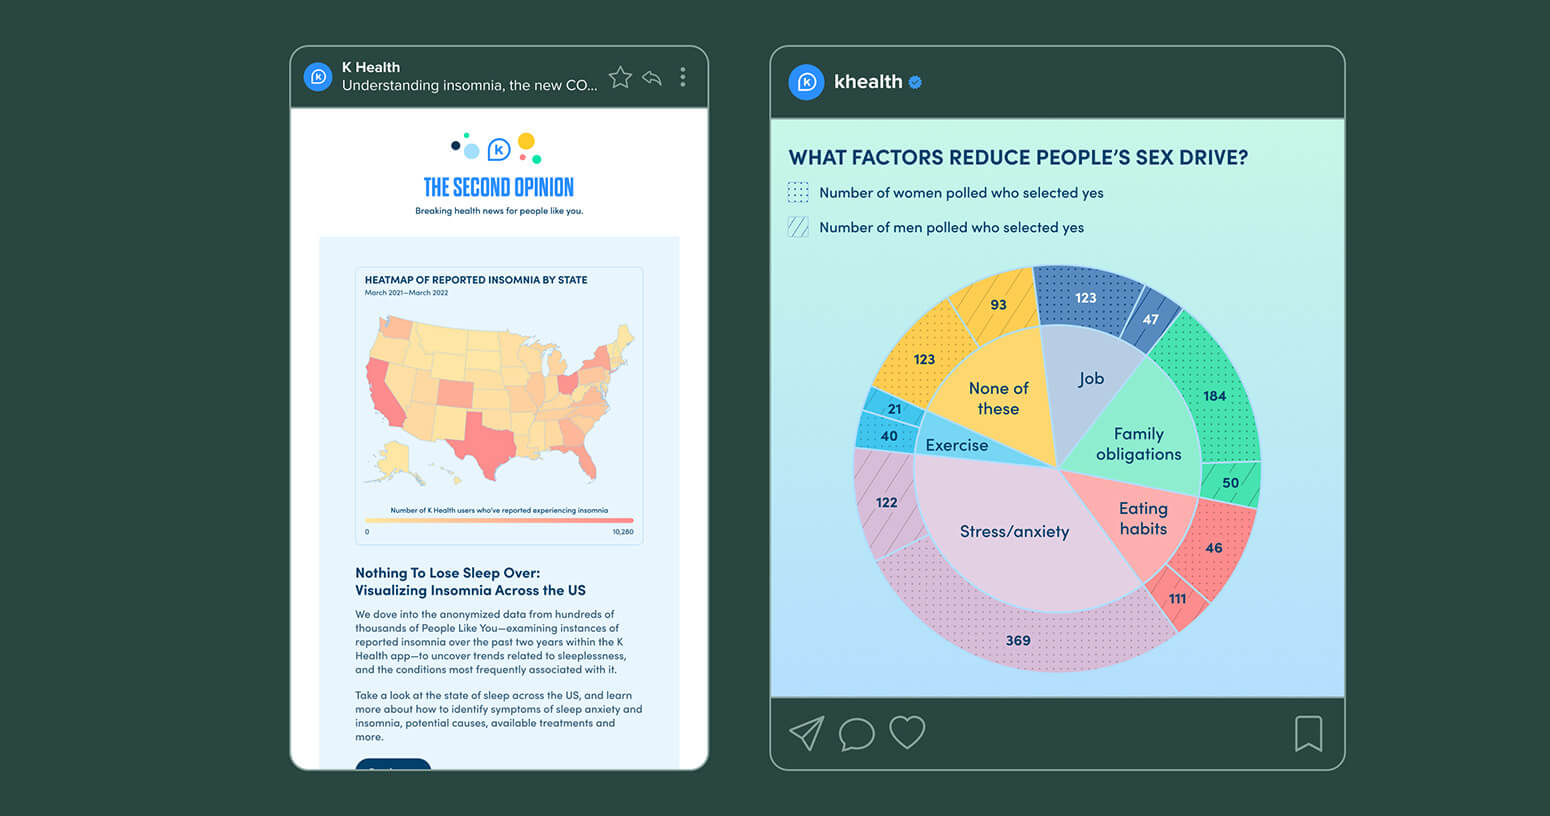 K Health
Understanding insomnia, the new CO...
K
THE SECOND OPINION
Breaking health news for people like you.
HEATMAP OF REPORTED INSOMNIA BY STATE
March 2021—March 2022
Number of K Health users who've reported experiencing insomnia
0
10,280
Nothing To Lose Sleep Over:
Visualizing Insomnia Across the US
We dove into the anonymized data from hundreds of
thousands of People Like You—examining instances of
reported insomnia over the past two years within the K
Health app—to uncover trends related to sleeplessness,
and the conditions most frequently associated with it.
Take a look at the state of sleep across the US, and learn
more about how to identify symptoms of sleep anxiety and
insomnia, potential causes, available treatments and
more.
K
khealth
WHAT FACTORS REDUCE PEOPLE'S SEX DRIVE?
Number of women polled who selected yes
Number of men polled who selected yes
123
47
Job
184
50
Family
obligations
46
111
Eating
habits
369
122
Stress/anxiety
40
21
Exercise
123
93
None of
these